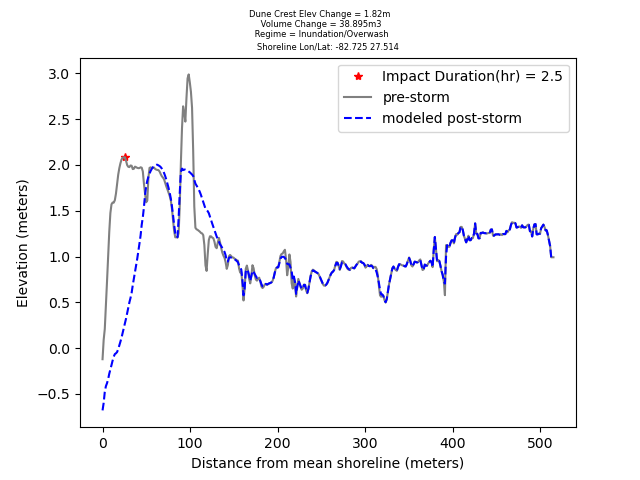 Dune Crest Elev Change = 1.82m
Volume Change = 38.895m3
Regime = Inundation/Overwash
Shoreline Lon/Lat: -82.725 27.514
Impact Duration(hr) = 2.5
pre-storm
modeled post-storm
Elevation (meters)
3.0
2.5
2.0
1.5
1.0
0.5
0.0
−0.5
0 100 200 300 400 500
Distance from mean shoreline (meters)